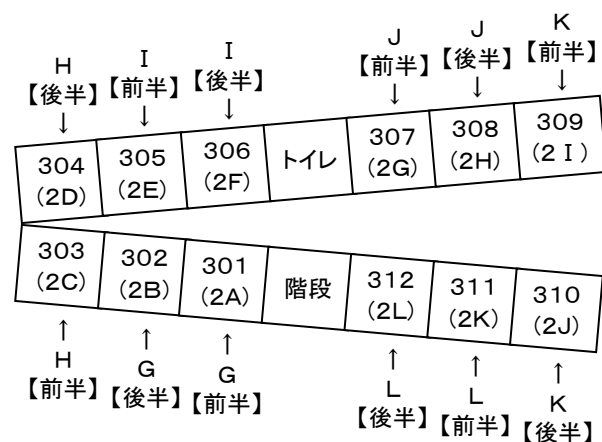 H
【後半】
↓
I
【前半】
↓
I
【後半】
↓
J
【前半】
↓
J
【後半】
↓
K
【前半】
↓
304
(2D)
305
(2E)
306
(2F)
トイレ
307
(2G)
308
(2H)
309
(2I)
303
(2C)
302
(2B)
301
(2A)
階段
312
(2L)
311
(2K)
310
(2J)
↑
H
【前半】
↑
G
【後半】
↑
G
【前半】
↑
L
【後半】
↑
L
【前半】
↑
K
【後半】